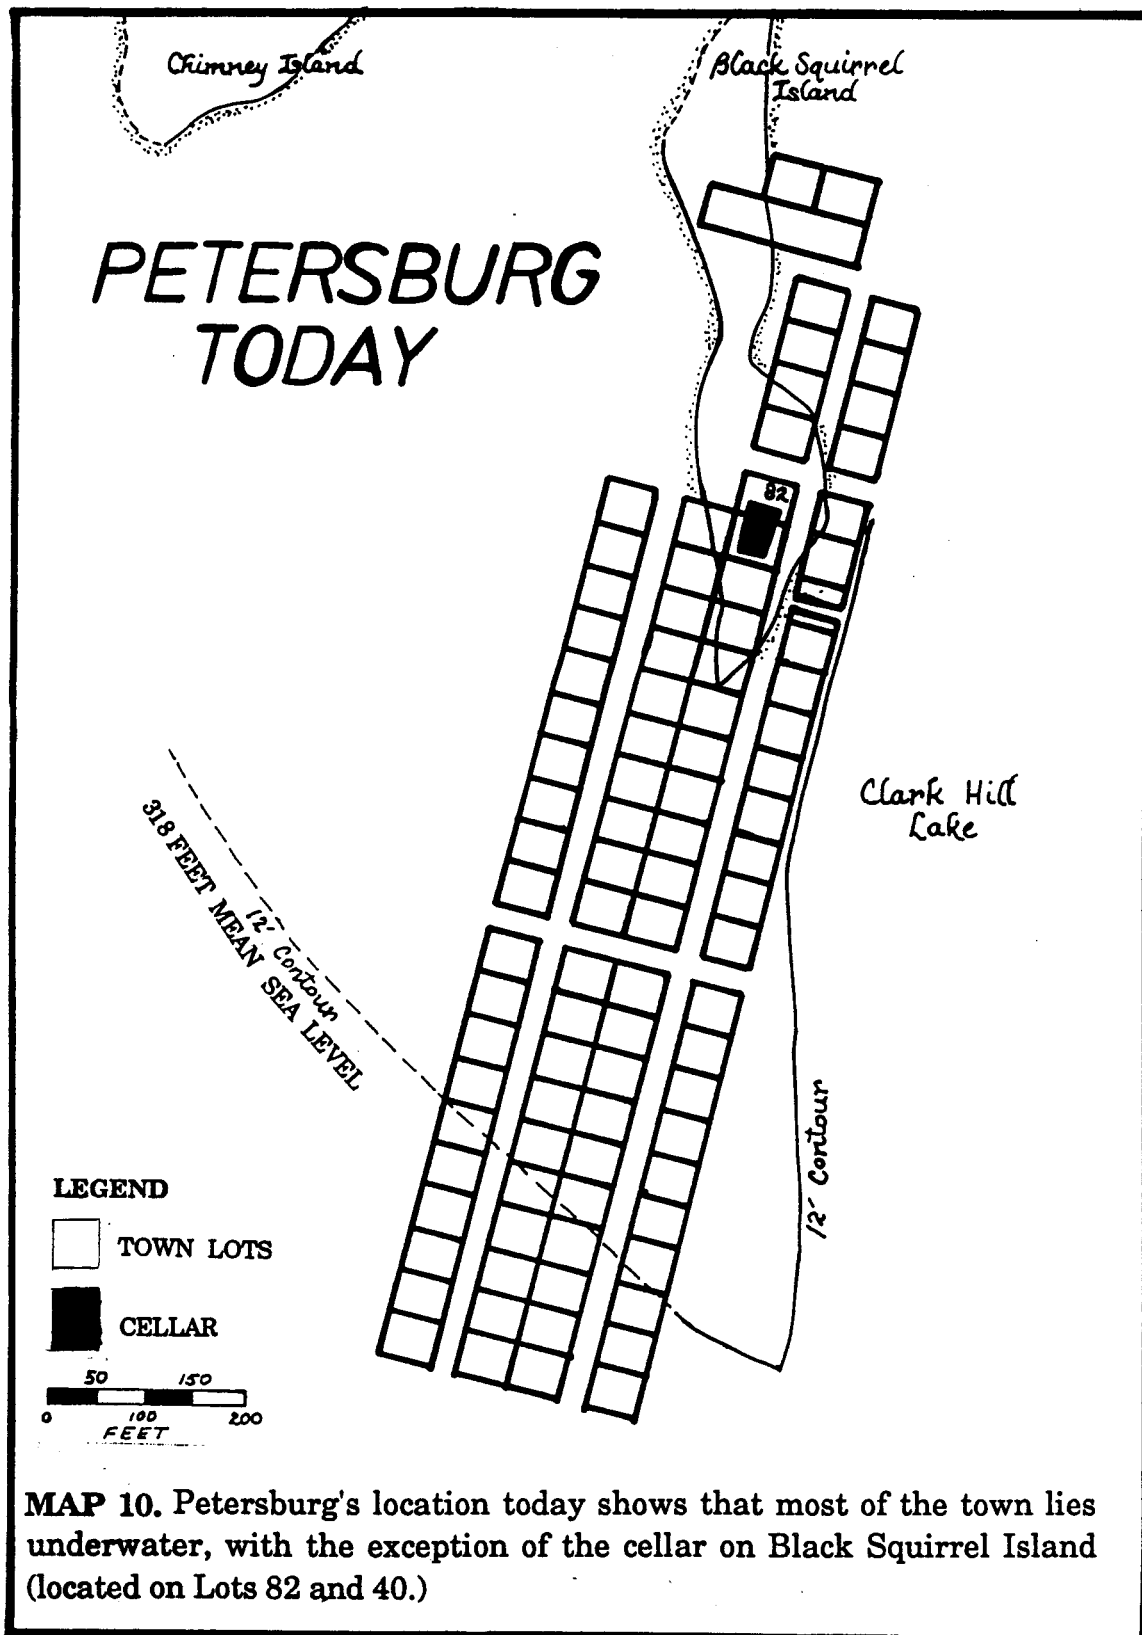 Chimney Island
Black Squirrel
Island
PETERSBURG
TODAY
82
Clark Hill
Lake
12' Contour
318 FEET MEAN SEA LEVEL
12' Contour
LEGEND
TOWN LOTS
CELLAR
50 150
0 100 200
FEET
MAP 10. Petersburg's location today shows that most of the town lies
underwater, with the exception of the cellar on Black Squirrel Island
(located on Lots 82 and 40.)